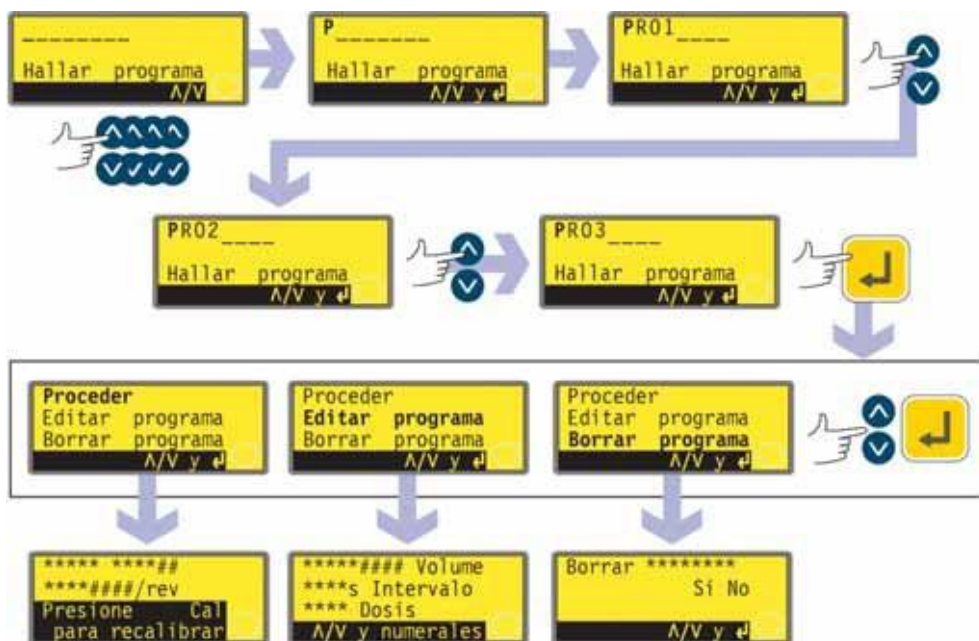 ________
Hallar programa
Λ/V
P_______
Hallar programa
Λ/V y ↵
PRO1____
Hallar programa
Λ/V y ↵
PRO2____
Hallar programa
Λ/V y ↵
PRO3____
Hallar programa
Λ/V y ↵
Proceder
Editar programa
Borrar programa
Λ/V y ↵
Proceder
Editar programa
Borrar programa
Λ/V y ↵
Proceder
Editar programa
Borrar programa
Λ/V y ↵
***** ****##
****####/rev
Presione Cal
para recalibrar
*****#### Volume
****s Intervalo
**** Dosis
Λ/V y numerales
Borrar ********
Sí No
Λ/V y ↵